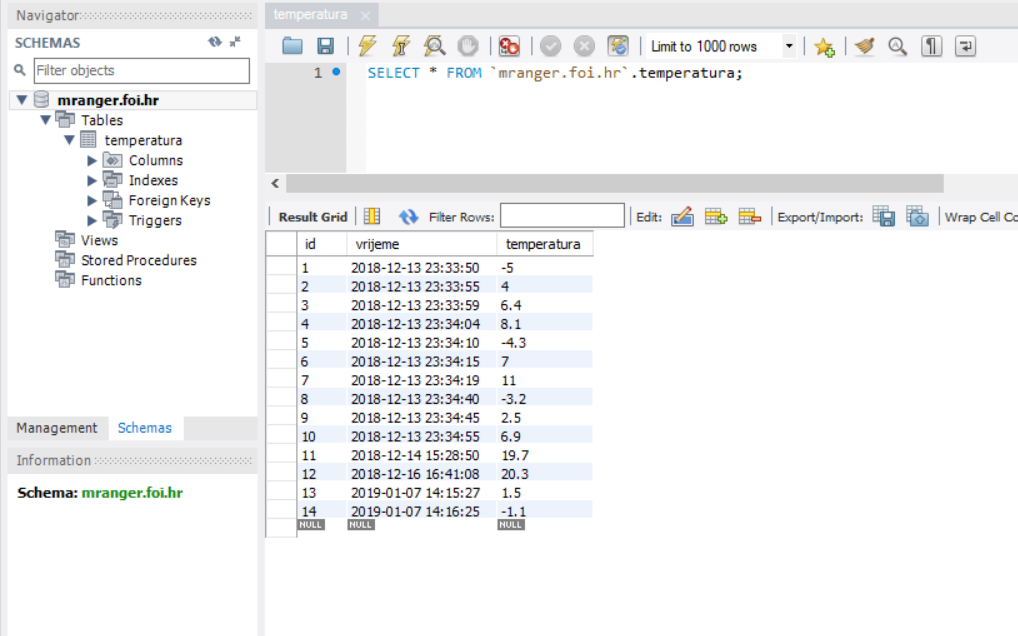 Navigator
SCHEMAS
Filter objects
mranger.foi.hr
Tables
temperatura
Columns
Indexes
Foreign Keys
Triggers
Views
Stored Procedures
Functions
Management Schemas
Information
Schema: mranger.foi.hr
temperatura
Limit to 1000 rows
1 SELECT * FROM `mranger.foi.hr`.temperatura;
Result Grid Filter Rows: Edit: Export/Import: Wrap Cell Co
id vrijeme temperatura
1 2018-12-13 23:33:50 -5
2 2018-12-13 23:33:55 4
3 2018-12-13 23:33:59 6.4
4 2018-12-13 23:34:04 8.1
5 2018-12-13 23:34:10 -4.3
6 2018-12-13 23:34:15 7
7 2018-12-13 23:34:19 11
8 2018-12-13 23:34:40 -3.2
9 2018-12-13 23:34:45 2.5
10 2018-12-13 23:34:55 6.9
11 2018-12-14 15:28:50 19.7
12 2018-12-16 16:41:08 20.3
13 2019-01-07 14:15:27 1.5
14 2019-01-07 14:16:25 -1.1
NULL NULL NULL